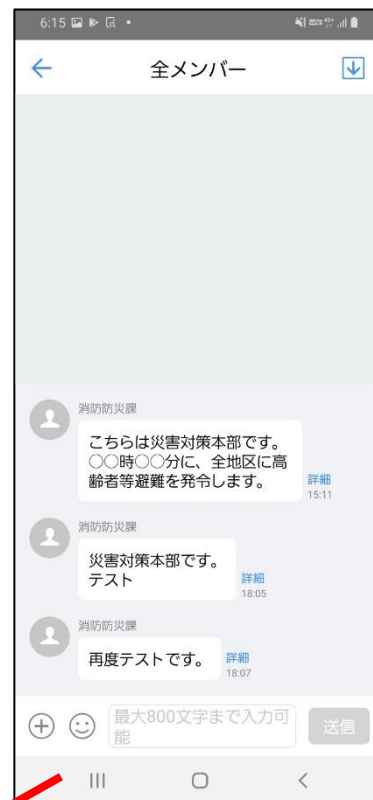 6:15
全メンバー
消防防災課
こちらは災害対策本部です。
○○時○○分に、全地区に高
齢者等避難を発令します。
詳細
15:11
消防防災課
災害対策本部です。
テスト
詳細
18:05
消防防災課
再度テストです。
詳細
18:07
最大800文字まで入力可
能
送信